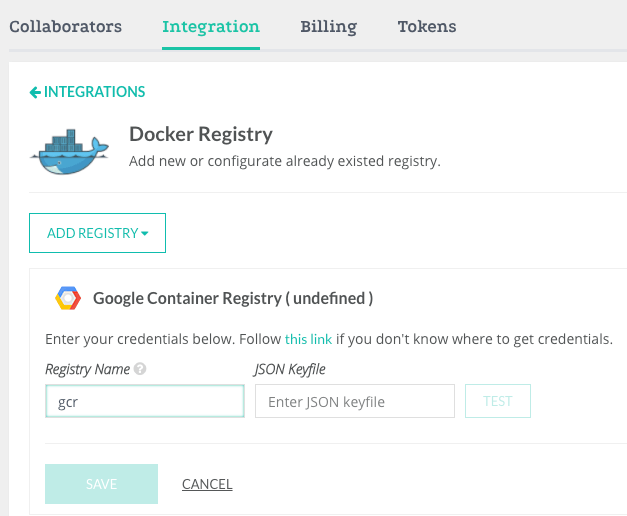 Collaborators Integration Billing Tokens
INTEGRATIONS
Docker Registry
Add new or configurate already existed registry.
ADD REGISTRY
Google Container Registry ( undefined )
Enter your credentials below. Follow this link if you don't know where to get credentials.
Registry Name ? JSON Keyfile
gcr Enter JSON keyfile TEST
SAVE CANCEL